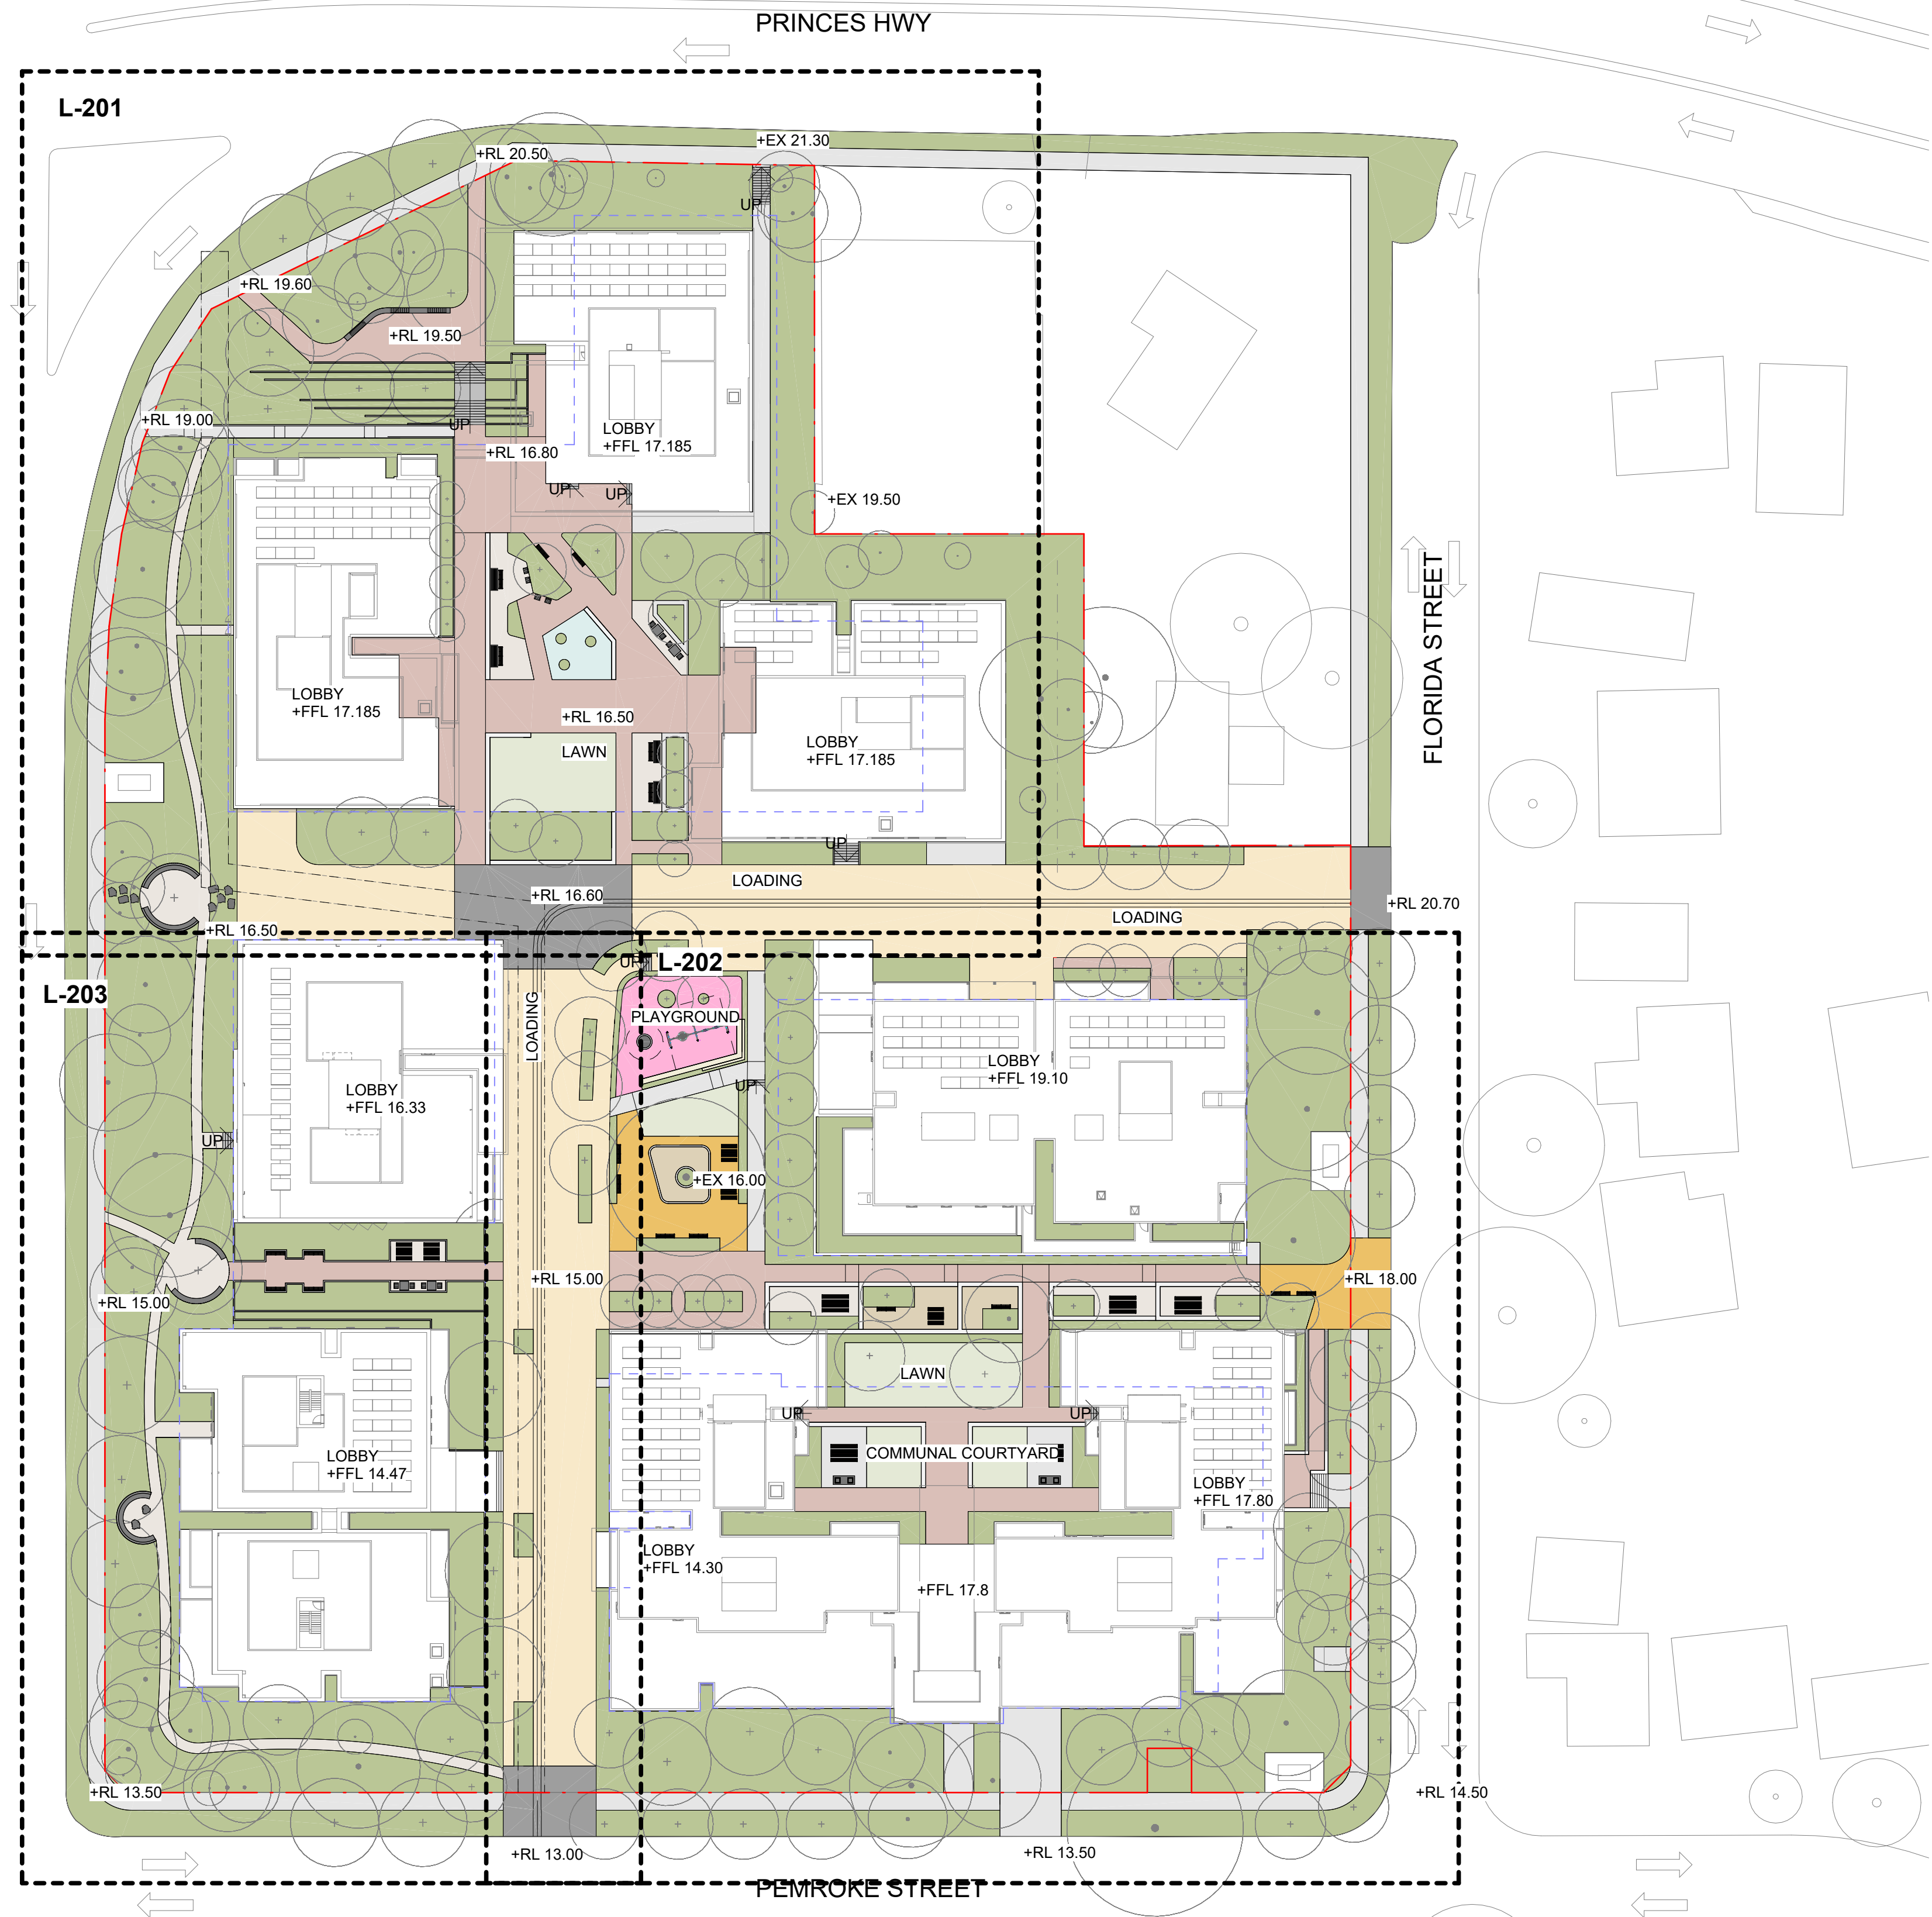 PRINCES HWY
L-201
+EX 21.30
+RL 20.50
UP
+RL 19.60
+RL 19.50
+RL 19.00
UP
LOBBY
+FFL 17.185
+RL 16.80
UP
UP
+EX 19.50
FLORIDA STREET
LOBBY
+FFL 17.185
+RL 16.50
LAWN
LOBBY
+FFL 17.185
UP
LOADING
+RL 16.60
+RL 20.70
LOADING
+RL 16.50
L-203
UP
L-202
LOADING
PLAYGROUND
LOBBY
+FFL 16.33
UP
LOBBY
+FFL 19.10
UP
+EX 16.00
+RL 15.00
+RL 18.00
+RL 15.00
LAWN
UP
UP
COMMUNAL COURTYARD
LOBBY
+FFL 14.47
LOBBY
+FFL 17.80
LOBBY
+FFL 14.30
+FFL 17.8
+RL 13.50
+RL 14.50
+RL 13.00
+RL 13.50
PEMROKE STREET